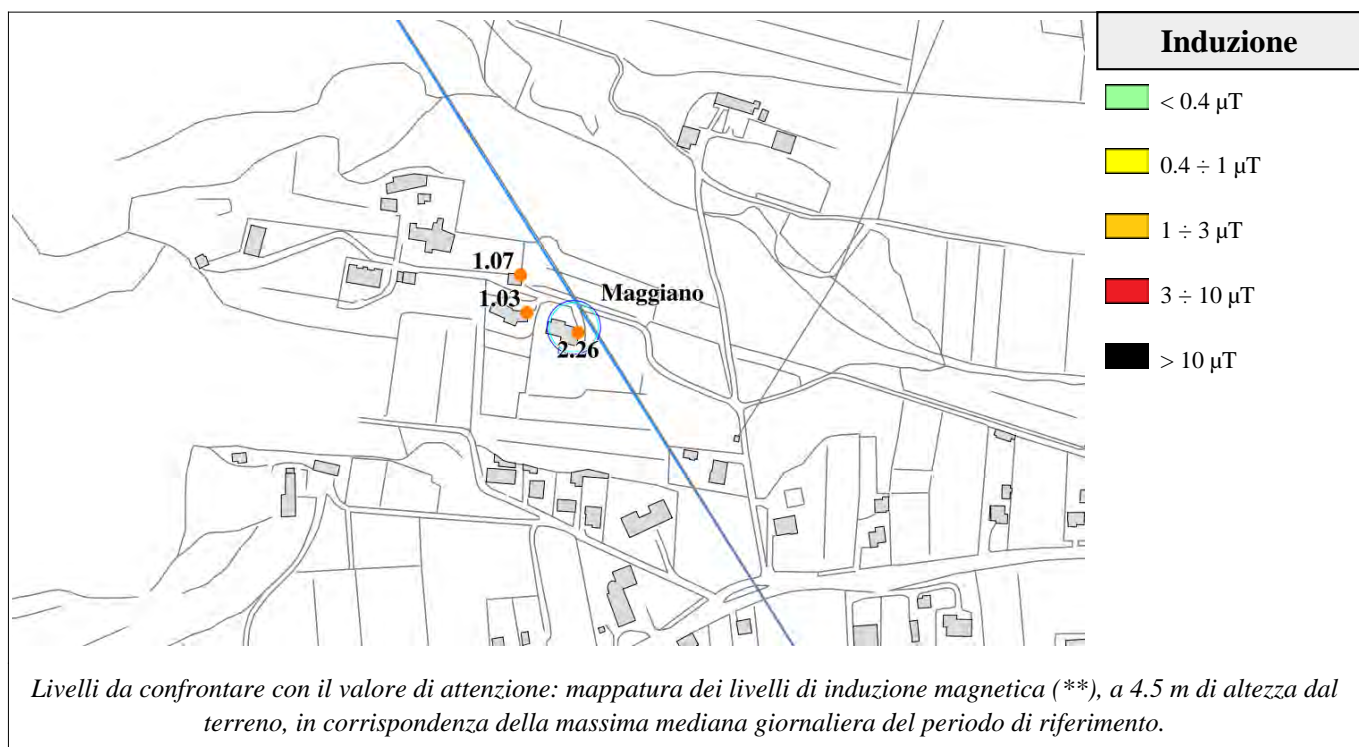 Induzione
< 0.4 µT
0.4 ÷ 1 µT
1 ÷ 3 µT
3 ÷ 10 µT
> 10 µT
1.07
1.03
Maggiano
2.26
Livelli da confrontare con il valore di attenzione: mappatura dei livelli di induzione magnetica (**), a 4.5 m di altezza dal
terreno, in corrispondenza della massima mediana giornaliera del periodo di riferimento.